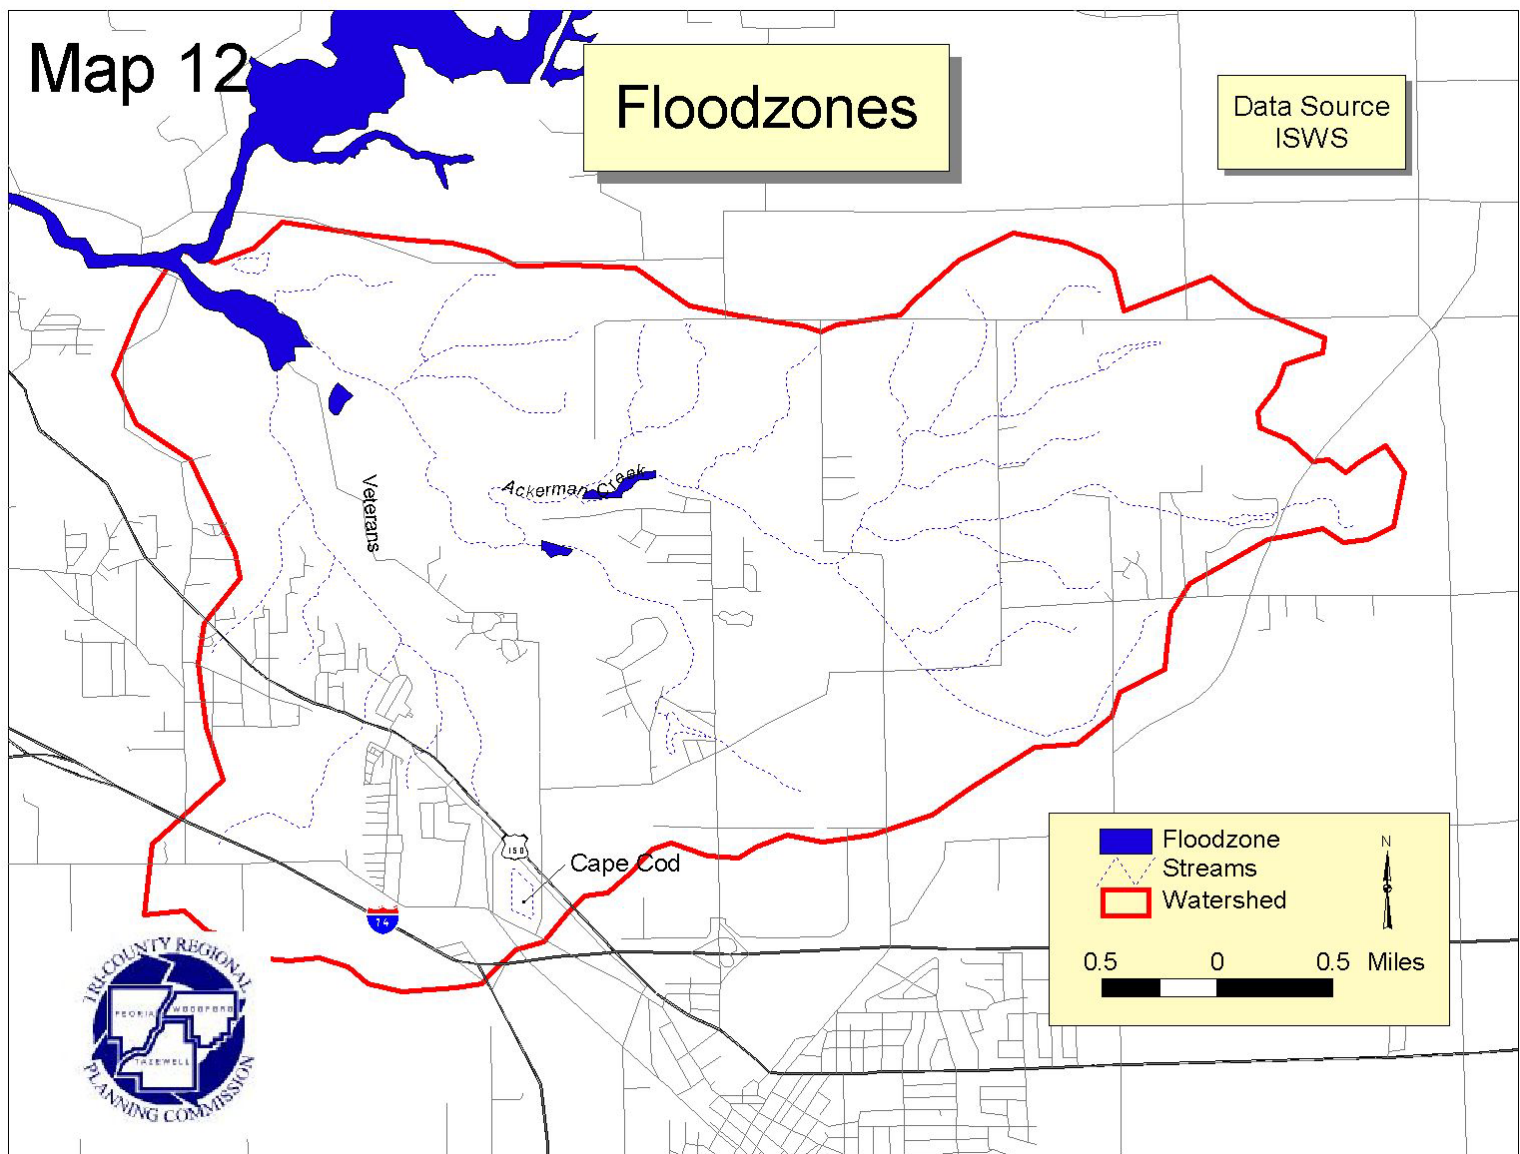 Map 12
Floodzones
Data Source
ISWS
Ackerman Creek
Veterans
150
Cape Cod
74
Floodzone
Streams
Watershed
N
0.5 0 0.5 Miles
TRI-COUNTY REGIONAL
PEORIA WOODFORD
TAZEWELL
PLANNING COMMISSION